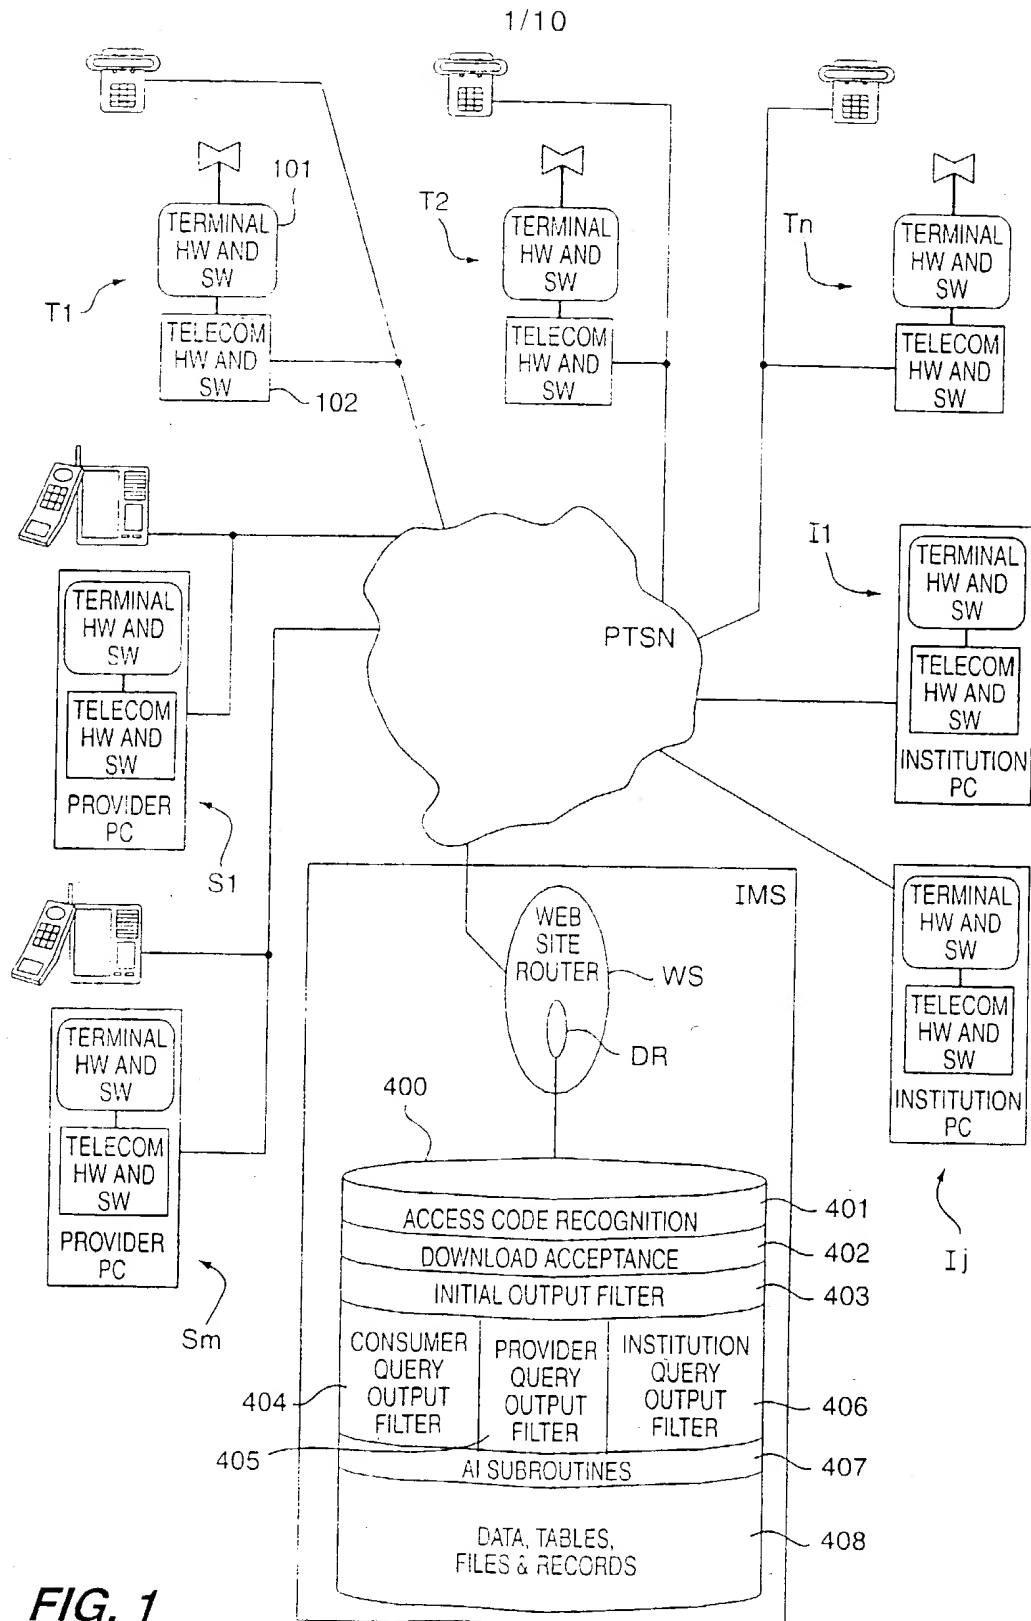 1/10
101
TERMINAL
HW AND
SW
T1
TELECOM
HW AND
SW
102
T2
TERMINAL
HW AND
SW
TELECOM
HW AND
SW
Tn
TERMINAL
HW AND
SW
TELECOM
HW AND
SW
TERMINAL
HW AND
SW
TELECOM
HW AND
SW
PROVIDER
PC
S1
PTSN
I1
TERMINAL
HW AND
SW
TELECOM
HW AND
SW
INSTITUTION
PC
TERMINAL
HW AND
SW
TELECOM
HW AND
SW
PROVIDER
PC
Sm
IMS
WEB
SITE
ROUTER
WS
DR
TERMINAL
HW AND
SW
TELECOM
HW AND
SW
INSTITUTION
PC
Ij
400
ACCESS CODE RECOGNITION
401
DOWNLOAD ACCEPTANCE
402
INITIAL OUTPUT FILTER
403
CONSUMER
QUERY
OUTPUT
FILTER
404
PROVIDER
QUERY
OUTPUT
FILTER
405
INSTITUTION
QUERY
OUTPUT
FILTER
406
AI SUBROUTINES
407
DATA, TABLES,
FILES & RECORDS
408
FIG. 1